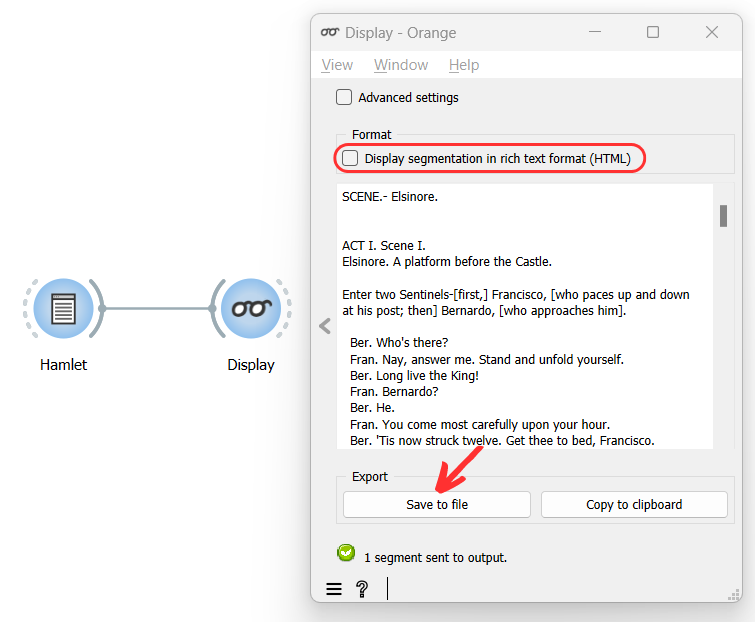 Display - Orange
View Window Help
Advanced settings
Format
Display segmentation in rich text format (HTML)
SCENE.- Elsinore.
ACT I. Scene I.
Elsinore. A platform before the Castle.
Enter two Sentinels-[first,] Francisco, [who paces up and down
at his post; then] Bernardo, [who approaches him].
Ber. Who's there?
Fran. Nay, answer me. Stand and unfold yourself.
Ber. Long live the King!
Fran. Bernardo?
Ber. He.
Fran. You come most carefully upon your hour.
Ber. 'Tis now struck twelve. Get thee to bed, Francisco.
Hamlet
Display
Export
Save to file
Copy to clipboard
1 segment sent to output.
?